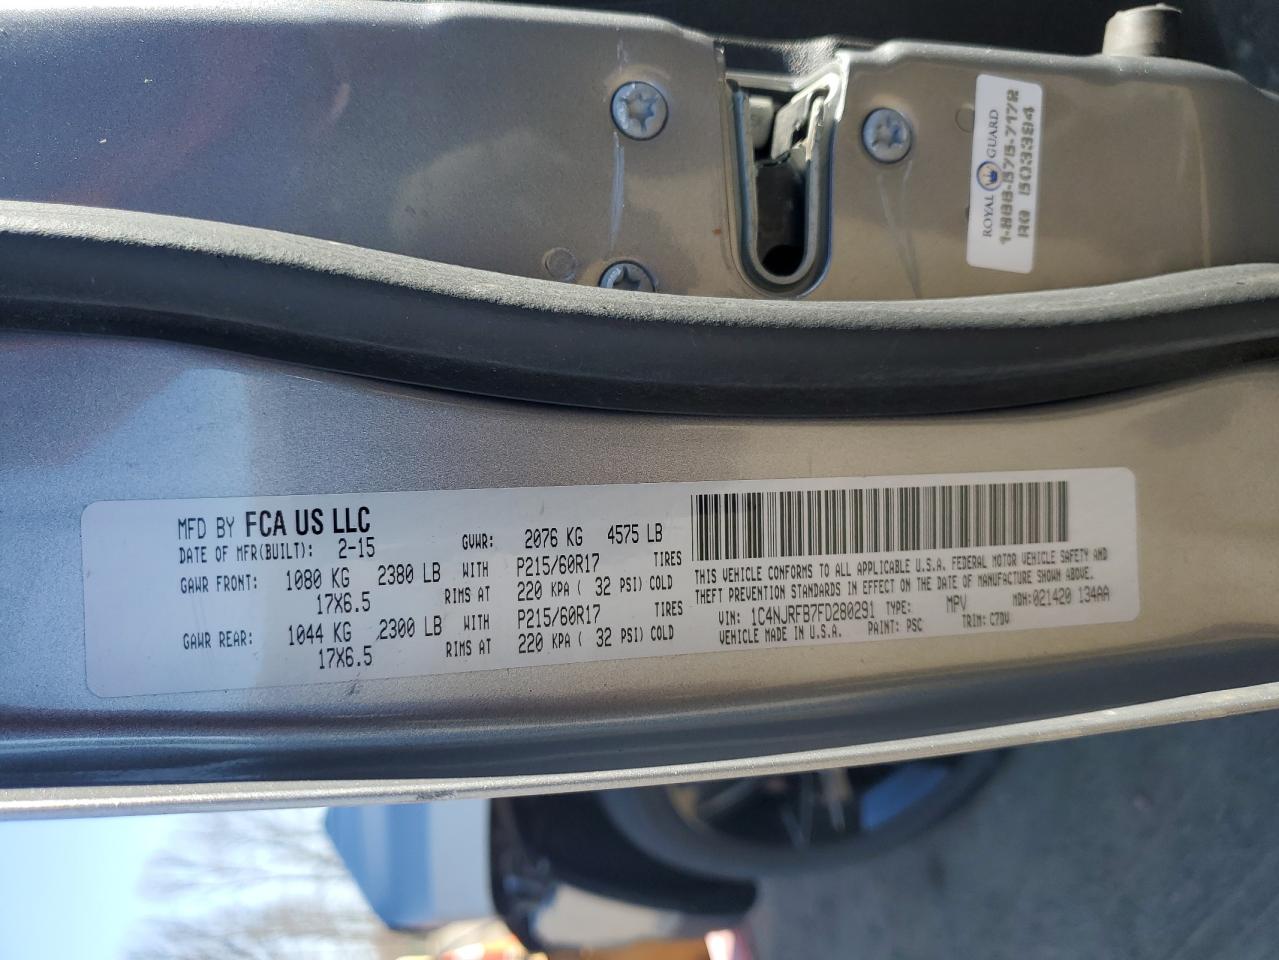 ROYAL GUARD
1-888-575-7178
RG 503384
MFD BY FCA US LLC
DATE OF MFR(BUILT): 2-15 GVWR: 2076 KG 4575 LB
GAWR FRONT: 1080 KG 2380 LB WITH P215/60R17 TIRES
17X6.5 RIMS AT 220 KPA ( 32 PSI) COLD
GAWR REAR: 1044 KG 2300 LB WITH P215/60R17 TIRES
17X6.5 RIMS AT 220 KPA ( 32 PSI) COLD
THIS VEHICLE CONFORMS TO ALL APPLICABLE U.S.A. FEDERAL MOTOR VEHICLE SAFETY AND
THEFT PREVENTION STANDARDS IN EFFECT ON THE DATE OF MANUFACTURE SHOWN ABOVE.
VIN: 1C4NJRFB7FD280291 TYPE: MPV MDH:021420 134AA
VEHICLE MADE IN U.S.A. PAINT: PSC TRIM: C7DV